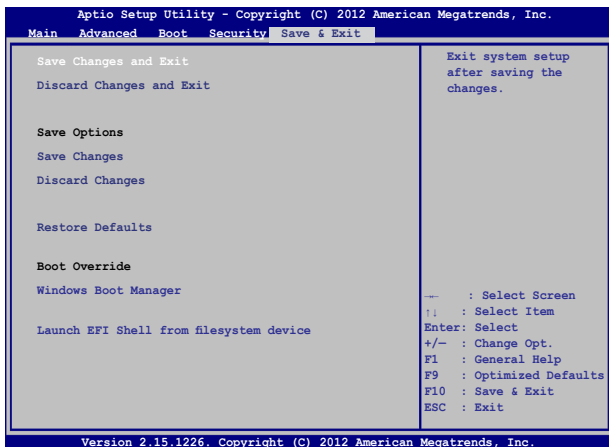 Aptio Setup Utility - Copyright (C) 2012 American Megatrends, Inc.
Main Advanced Boot Security Save & Exit
Save Changes and Exit
Discard Changes and Exit
Save Options
Save Changes
Discard Changes
Restore Defaults
Boot Override
Windows Boot Manager
Launch EFI Shell from filesystem device
Exit system setup
after saving the
changes.
→← : Select Screen
↑↓ : Select Item
Enter: Select
+/— : Change Opt.
F1 : General Help
F9 : Optimized Defaults
F10 : Save & Exit
ESC : Exit
Version 2.15.1226. Copyright (C) 2012 American Megatrends, Inc.